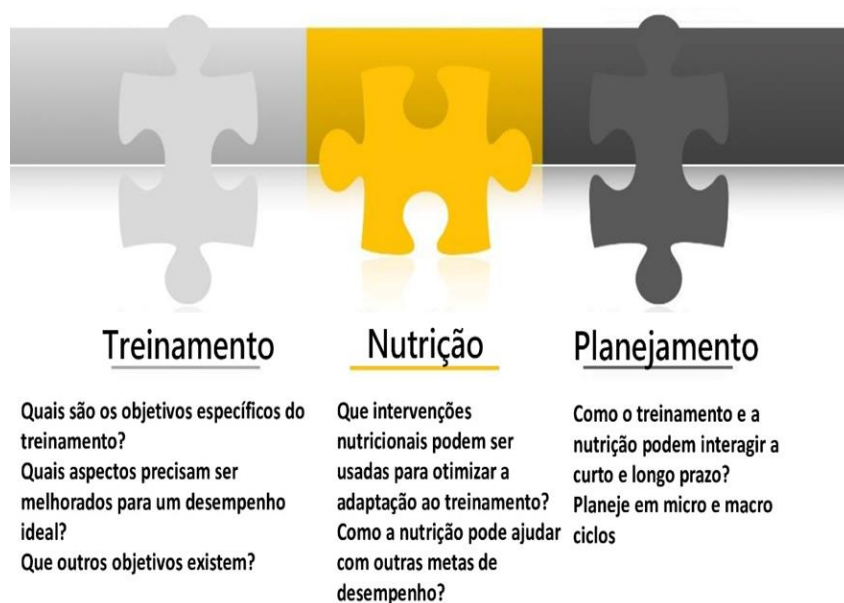 Treinamento
Quais são os objetivos específicos do
treinamento?
Quais aspectos precisam ser
melhorados para um desempenho
ideal?
Que outros objetivos existem?
Nutrição
Que intervenções
nutricionais podem ser
usadas para otimizar a
adaptação ao treinamento?
Como a nutrição pode ajudar
com outras metas de
desempenho?
Planejamento
Como o treinamento e a
nutrição podem interagir a
curto e longo prazo?
Planeje em micro e macro
ciclos